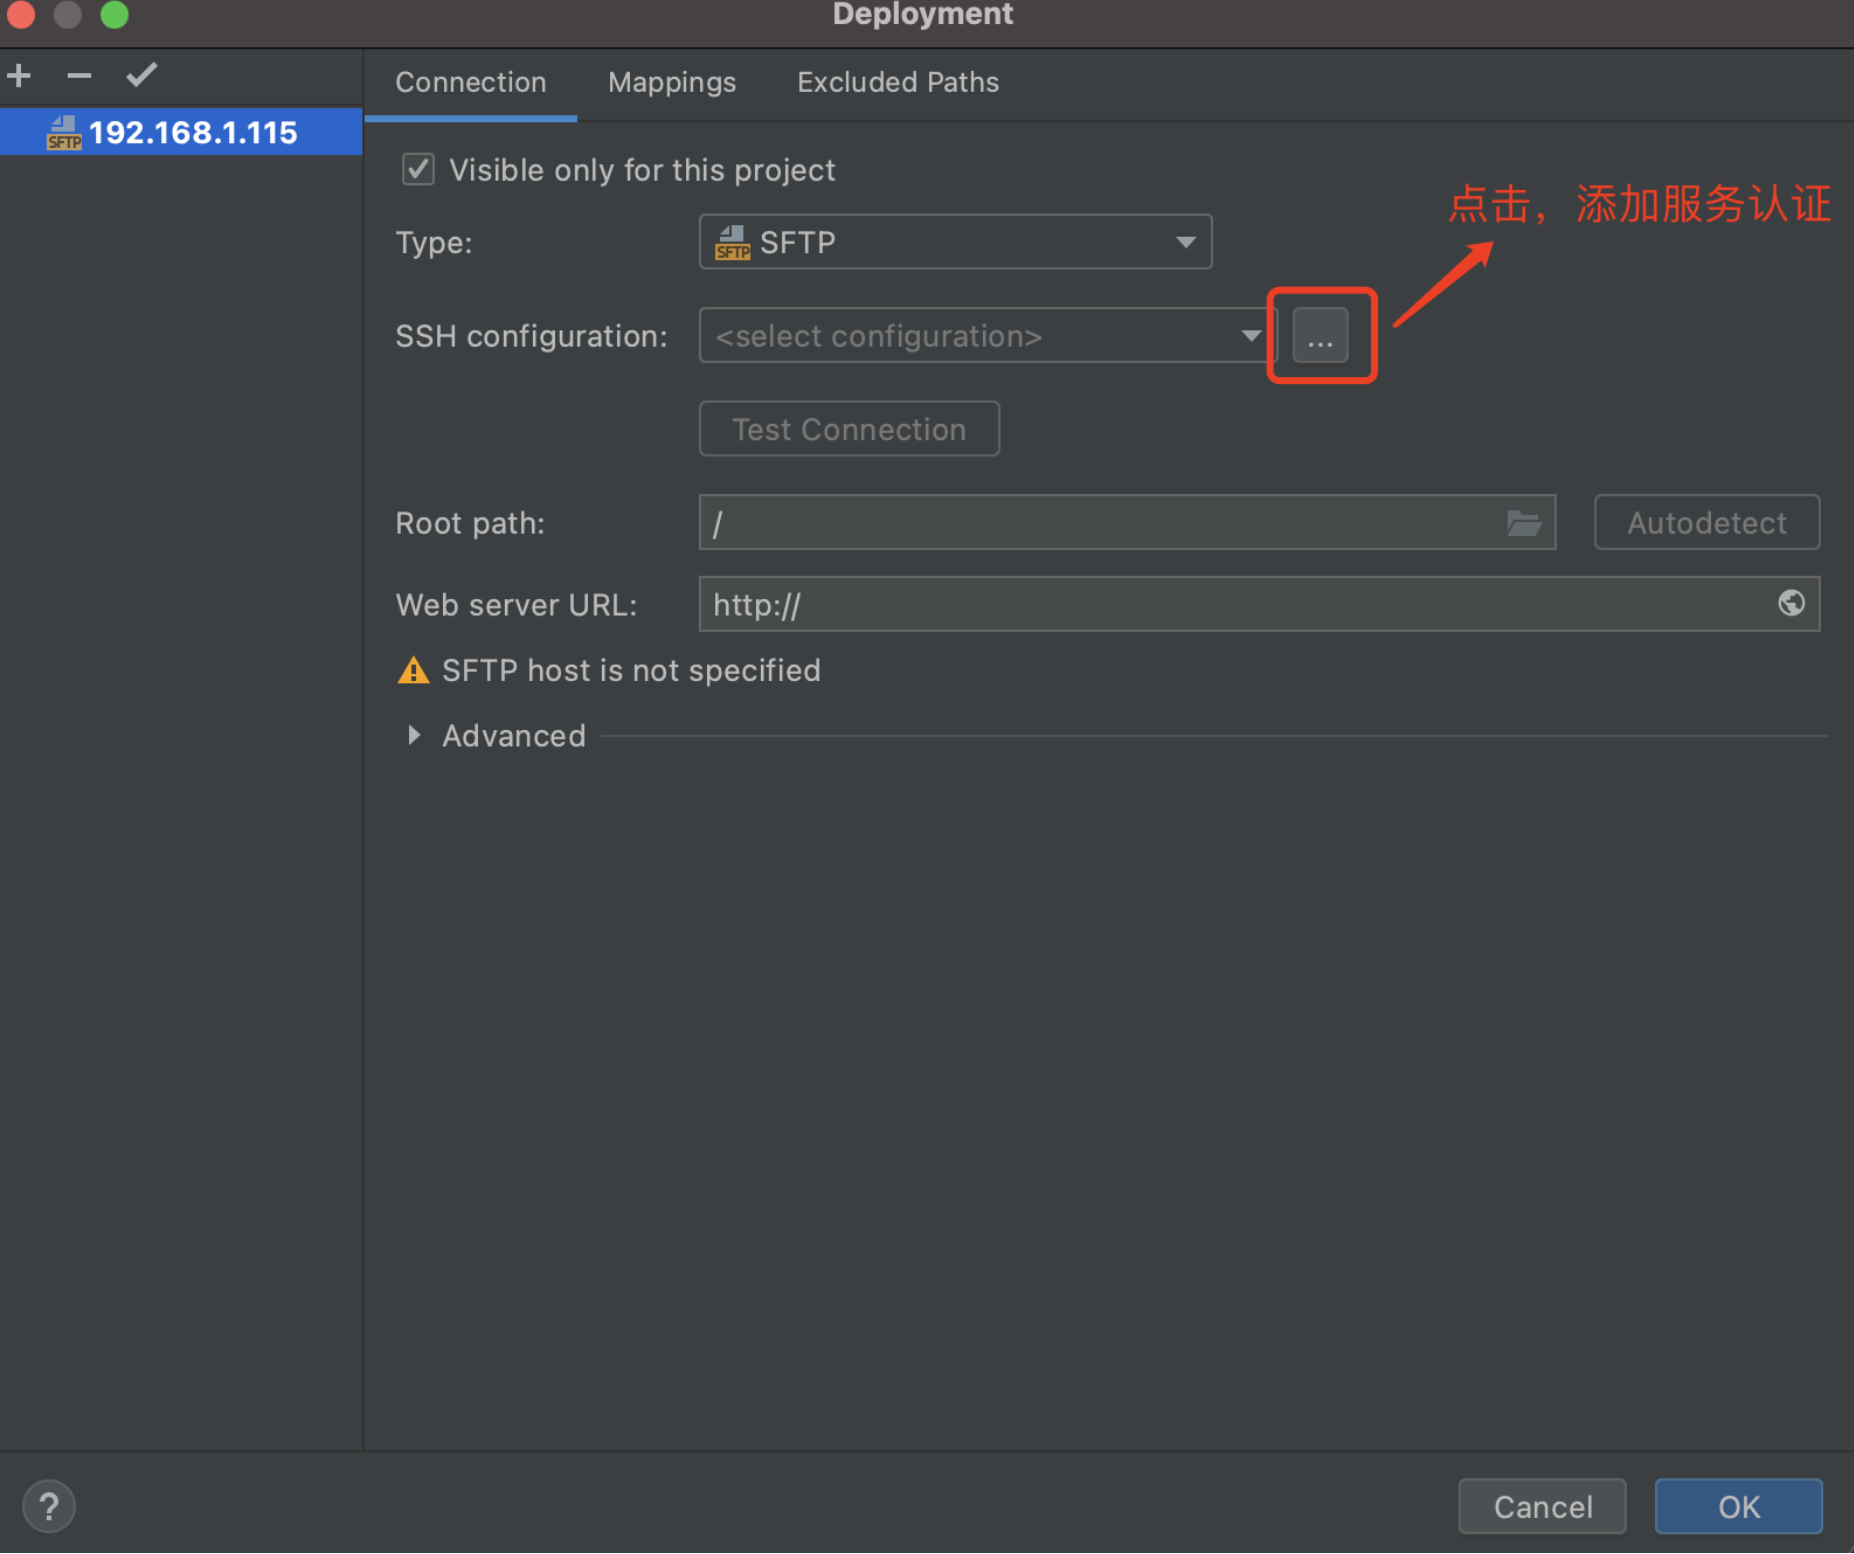 Deployment
Connection Mappings Excluded Paths
SFTP 192.168.1.115
Visible only for this project
点击，添加服务认证
Type: SFTP SFTP
SSH configuration: <select configuration> ...
Test Connection
Root path: / Autodetect
Web server URL: http://
SFTP host is not specified
Advanced
? Cancel OK